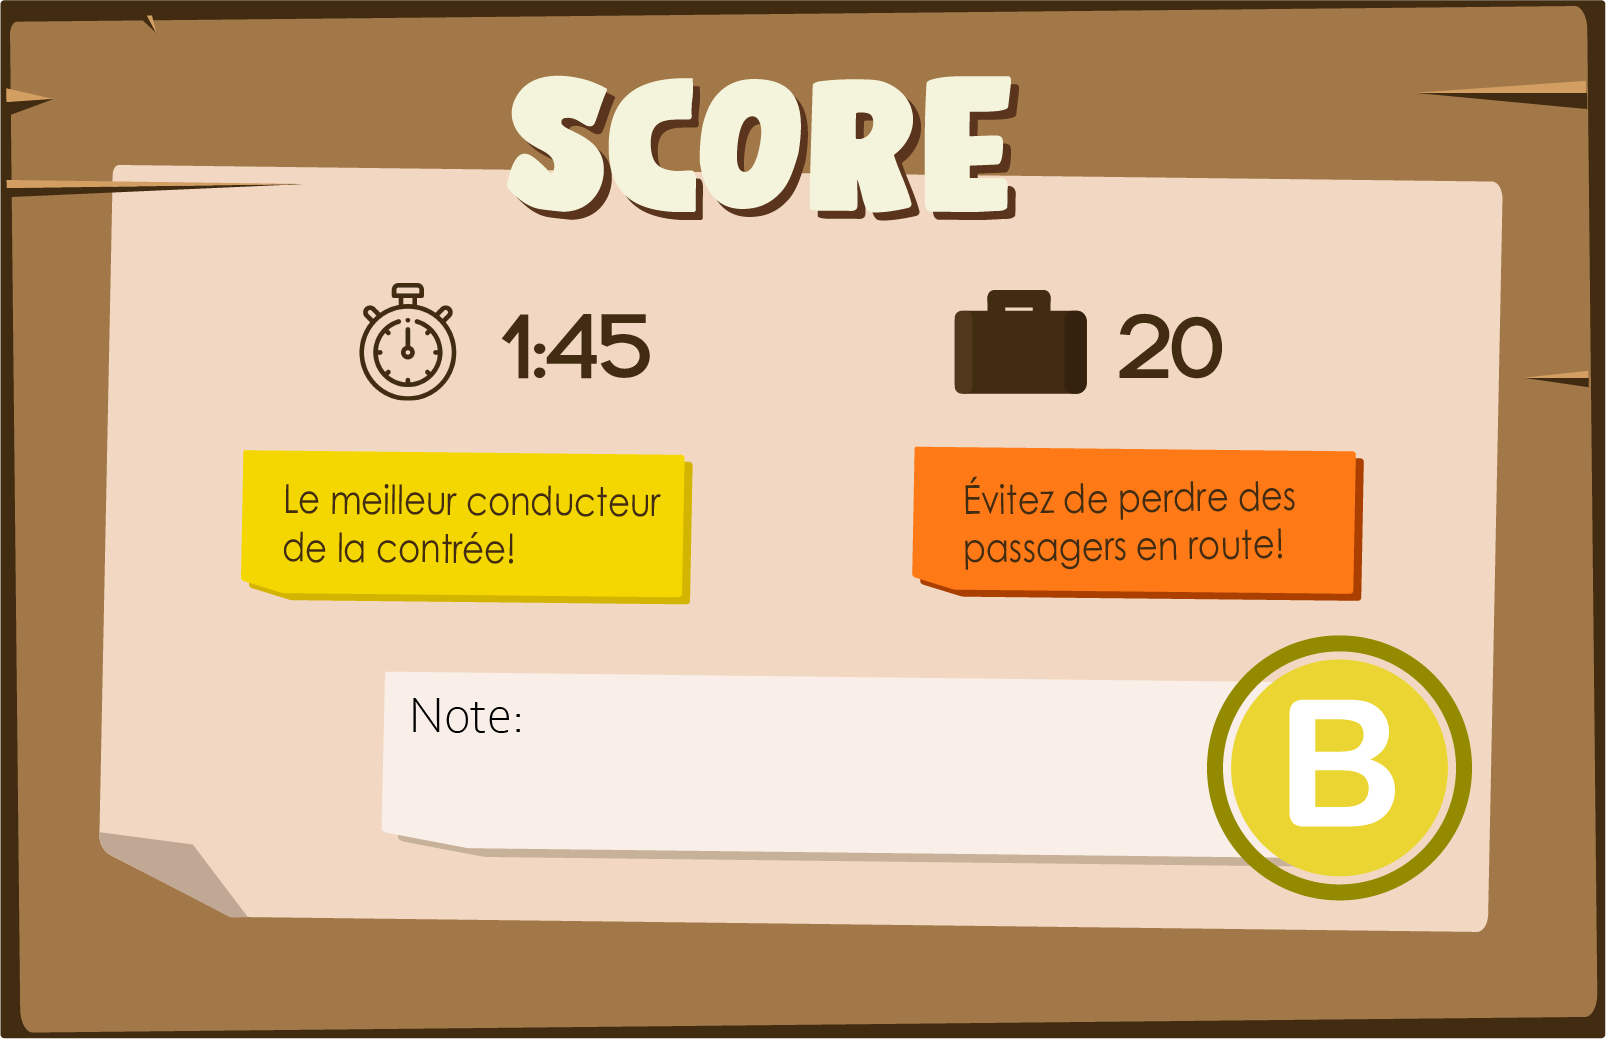 SCORE
1:45
20
Le meilleur conducteur
de la contrée!
Évitez de perdre des
passagers en route!
Note:
B